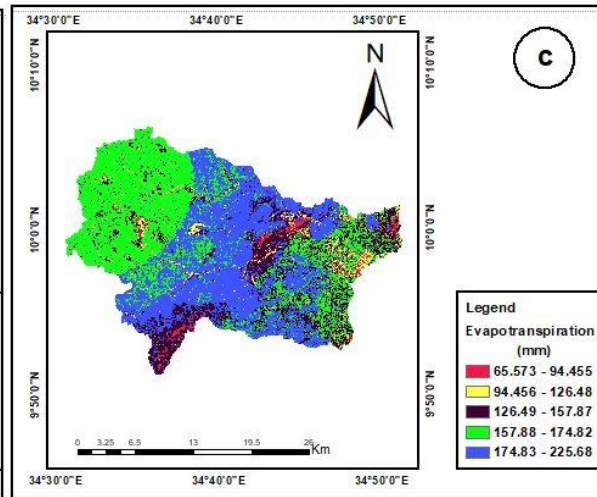 34°30'0"E 34°40'0"E 34°50'0"E
C
N
10°10'0"N 10°10'0"N
10°0'0"N 10°0'0"N
9°50'0"N 9°50'0"N
0 3.25 6.5 13 19.5 26
Km
34°30'0"E 34°40'0"E 34°50'0"E
Legend
Evapotranspiration
(mm)
65.573 - 94.455
94.456 - 126.48
126.49 - 157.87
157.88 - 174.82
174.83 - 225.68